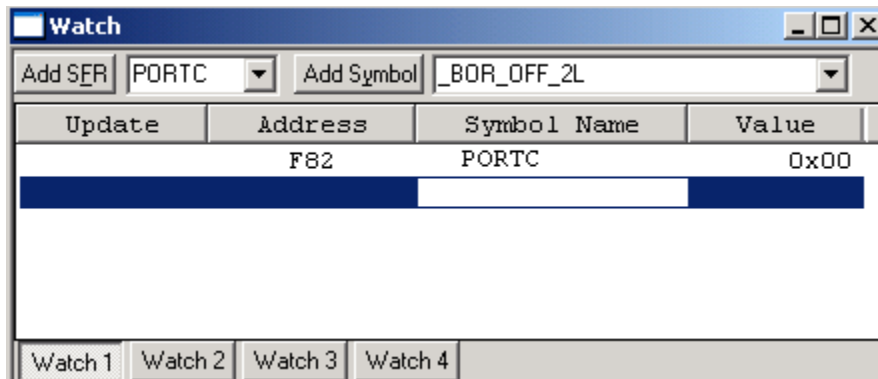 Watch
Add SFR PORTC Add Symbol _BOR_OFF_2L
Update Address Symbol Name Value
F82 PORTC 0x00
Watch 1 Watch 2 Watch 3 Watch 4